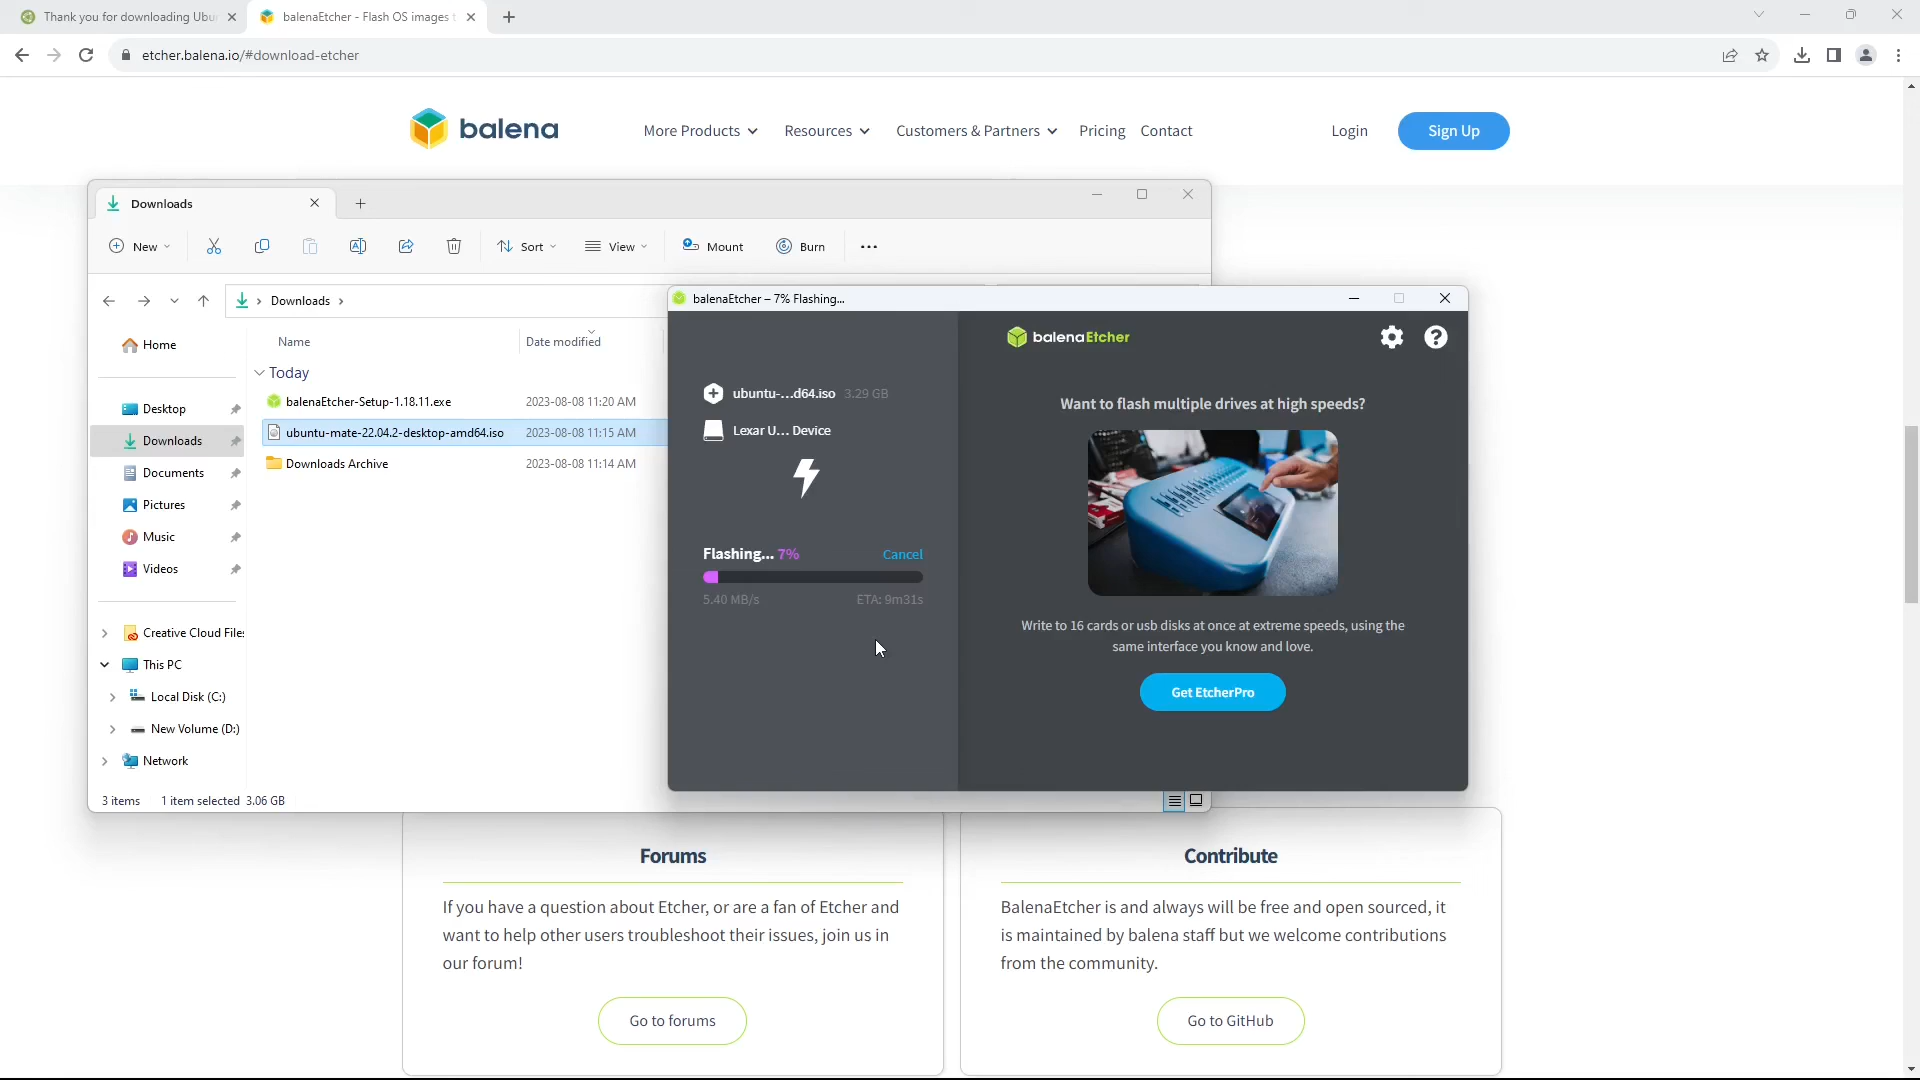 Thank you for downloading Ubu
balenaEtcher - Flash OS images t
etcher.balena.io/#download-etcher
balena
More Products
Resources
Customers & Partners
Pricing
Contact
Login
Sign Up
Downloads
New
Sort
View
Mount
Burn
Downloads
Home
Desktop
Downloads
Documents
Pictures
Music
Videos
Creative Cloud File
This PC
Local Disk (C:)
New Volume (D:)
Network
Name
Date modified
Today
balenaEtcher-Setup-1.18.11.exe 2023-08-08 11:20 AM
ubuntu-mate-22.04.2-desktop-amd64.iso 2023-08-08 11:15 AM
Downloads Archive 2023-08-08 11:14 AM
3 items 1 item selected 3.06 GB
balenaEtcher – 7% Flashing...
ubuntu-...d64.iso 3.29 GB
Lexar U... Device
Flashing... 7% Cancel
5.40 MB/s ETA: 9m31s
balenaEtcher
Want to flash multiple drives at high speeds?
Write to 16 cards or usb disks at once at extreme speeds, using the
same interface you know and love.
Get EtcherPro
Forums
If you have a question about Etcher, or are a fan of Etcher and
want to help other users troubleshoot their issues, join us in
our forum!
Go to forums
Contribute
BalenaEtcher is and always will be free and open sourced, it
is maintained by balena staff but we welcome contributions
from the community.
Go to GitHub